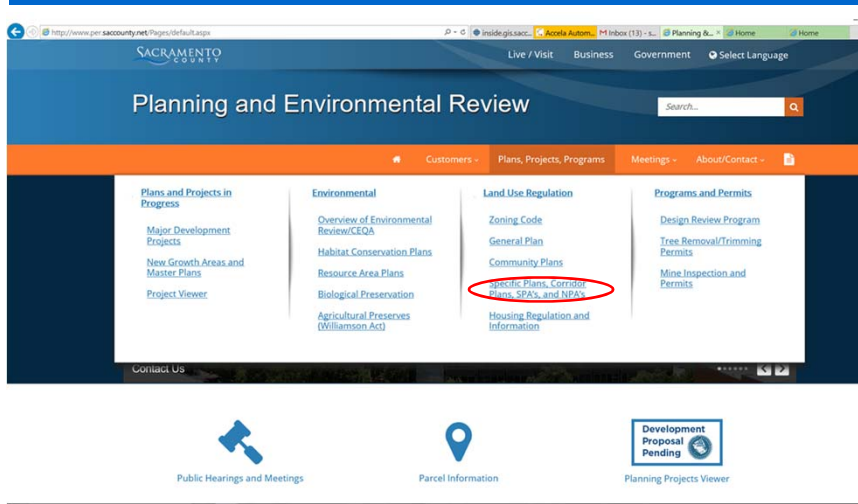 http://www.per.saccounty.net/Pages/default.aspx
inside.gis.sacc...
Accela Autom...
Inbox (13) - s...
Planning &...
Home
Home
SACRAMENTO
COUNTY
Live / Visit
Business
Government
Select Language
Planning and Environmental Review
Search...
Customers
Plans, Projects, Programs
Meetings
About/Contact
Plans and Projects in
Progress
Major Development
Projects
New Growth Areas and
Master Plans
Project Viewer
Environmental
Overview of Environmental
Review/CEQA
Habitat Conservation Plans
Resource Area Plans
Biological Preservation
Agricultural Preserves
(Williamson Act)
Land Use Regulation
Zoning Code
General Plan
Community Plans
Specific Plans, Corridor
Plans, SPA's, and NPA's
Housing Regulation and
Information
Programs and Permits
Design Review Program
Tree Removal/Trimming
Permits
Mine Inspection and
Permits
Contact Us
Public Hearings and Meetings
Parcel Information
Development
Proposal
Pending
Planning Projects Viewer